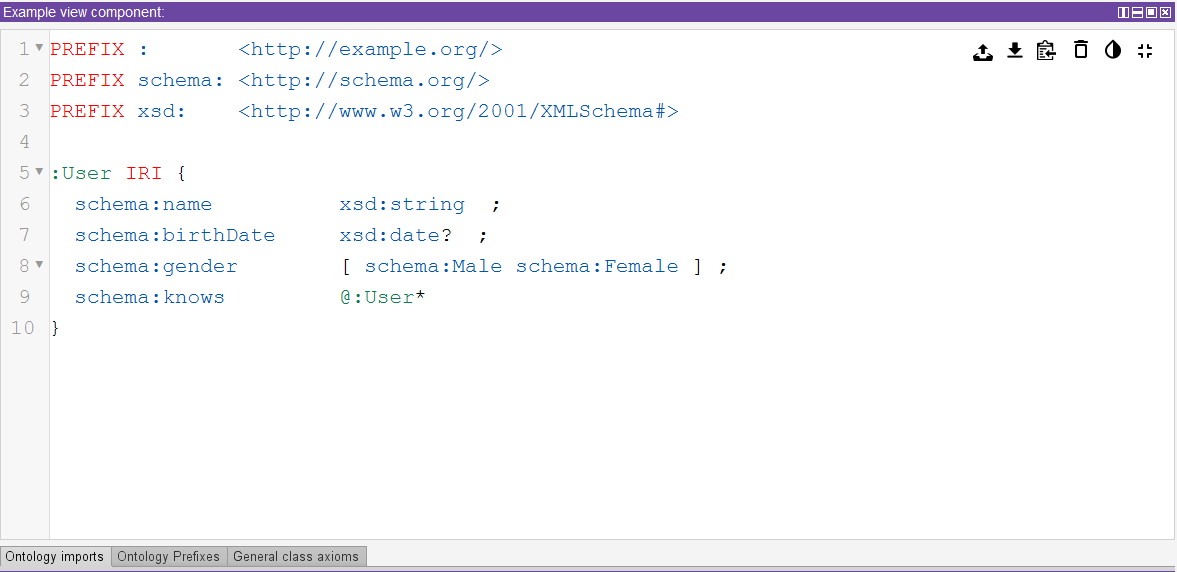 Example view component:
1 PREFIX :       <http://example.org/>
2 PREFIX schema: <http://schema.org/>
3 PREFIX xsd:    <http://www.w3.org/2001/XMLSchema#>
4
5 :User IRI {
6   schema:name          xsd:string  ;
7   schema:birthDate     xsd:date?  ;
8   schema:gender        [ schema:Male schema:Female ] ;
9   schema:knows         @:User*
10 }
Ontology imports Ontology Prefixes General class axioms